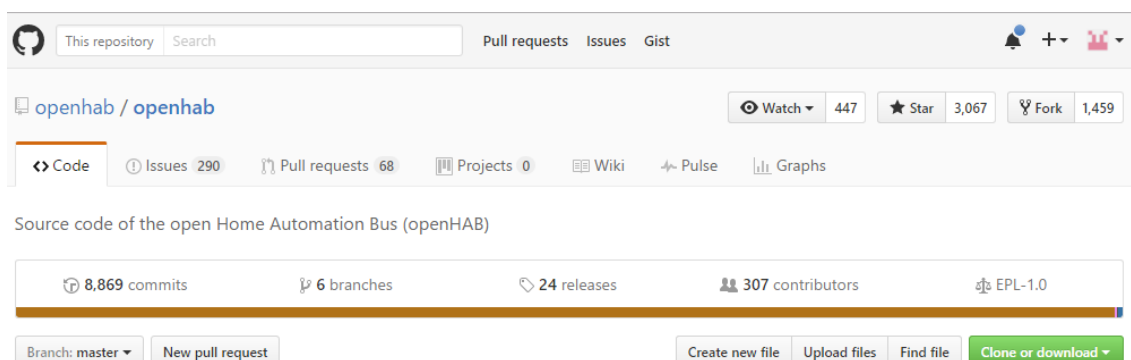 This repository Search Pull requests Issues Gist
openhab / openhab Watch 447 Star 3,067 Fork 1,459
Code Issues 290 Pull requests 68 Projects 0 Wiki Pulse Graphs
Source code of the open Home Automation Bus (openHAB)
8,869 commits 6 branches 24 releases 307 contributors EPL-1.0
Branch: master New pull request Create new file Upload files Find file Clone or download